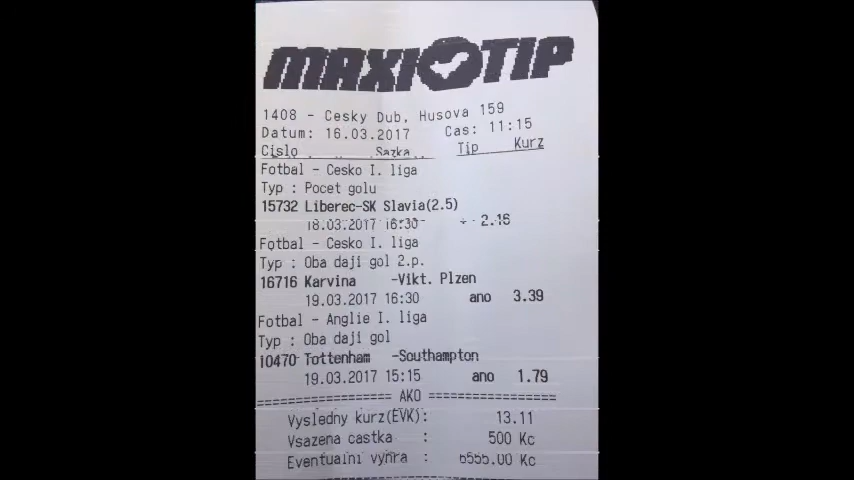 MAXITIP
1408 - Cesky Dub, Husova 159
Datum: 16.03.2017 Cas: 11:15
Cislo Sazka Tip Kurz
Fotbal - Cesko I. liga
Typ : Pocet golu
15732 Liberec-SK Slavia(2.5)
18.03.2017 16:30 + 2.16
Fotbal - Cesko I. liga
Typ : Oba daji gol 2.p.
16716 Karvina -Vikt. Plzen
19.03.2017 16:30 ano 3.39
Fotbal - Anglie I. liga
Typ : Oba daji gol
10470 Tottenham -Southampton
19.03.2017 15:15 ano 1.79
================== AKO =================
Vysledny kurz(EVK): 13.11
Vsazena castka : 500 Kc
Eventualni vyhra : 6555.00 Kc